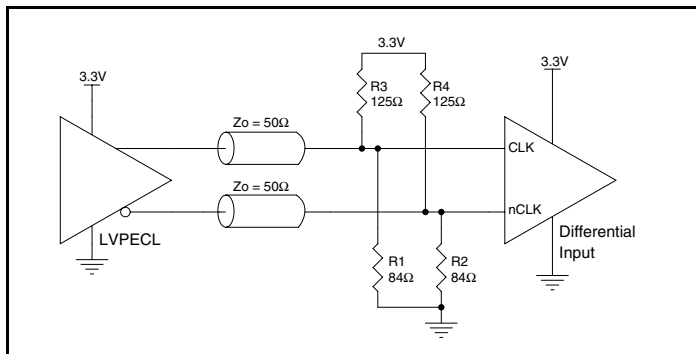 3.3V
3.3V
3.3V
R3
125Ω
R4
125Ω
Zo = 50Ω
CLK
Zo = 50Ω
nCLK
LVPECL
Differential
Input
R1
84Ω
R2
84Ω